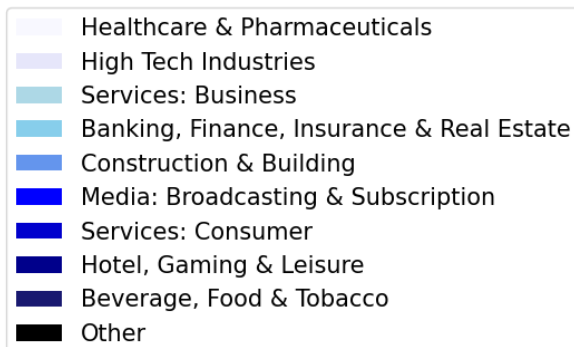 Healthcare & Pharmaceuticals
High Tech Industries
Services: Business
Banking, Finance, Insurance & Real Estate
Construction & Building
Media: Broadcasting & Subscription
Services: Consumer
Hotel, Gaming & Leisure
Beverage, Food & Tobacco
Other